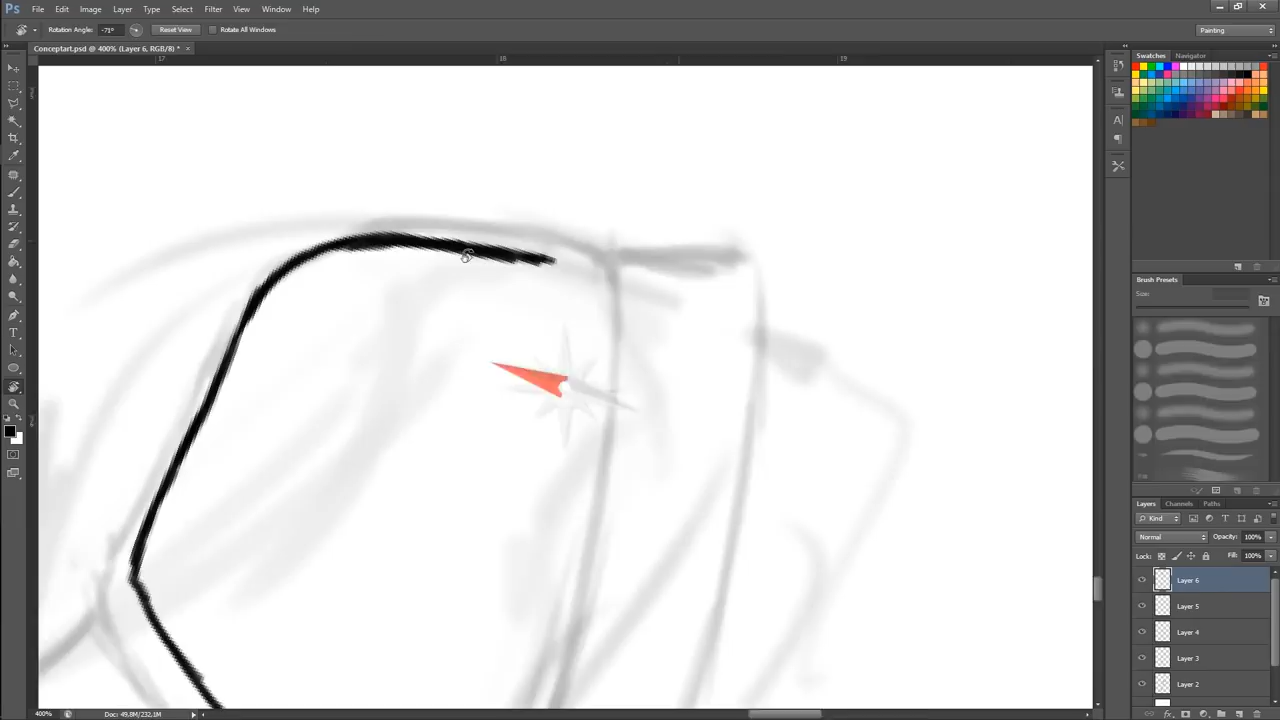 Ps File Edit Image Layer Type Select Filter View Window Help
Rotation Angle: -71° Reset View Rotate All Windows Painting
Conceptart.psd @ 400% (Layer 6, RGB/8) * ×
17 18 19
Swatches Navigator
Brush Presets
Size:
Layers Channels Paths
Kind
Normal Opacity: 100%
Lock: Fill: 100%
Layer 6
Layer 5
Layer 4
Layer 3
Layer 2
400% Doc: 49,8M/232,1M